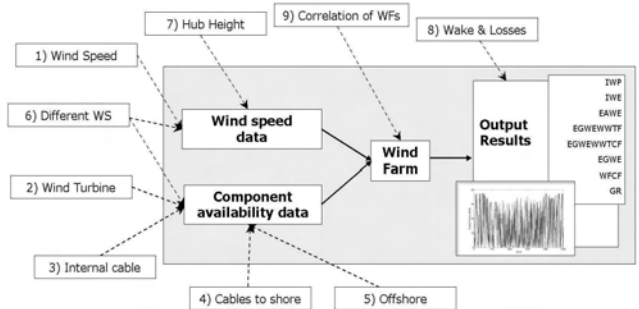 9) Correlation of WFs
7) Hub Height
8) Wake & Losses
1) Wind Speed
6) Different WS
2) Wind Turbine
3) Internal cable
4) Cables to shore
5) Offshore
Wind speed
data
Component
availability data
Wind
Farm
Output
Results
IWP
IWE
EAWE
EGWEWWTF
EGWEWWTCF
EGWE
WFCF
GR